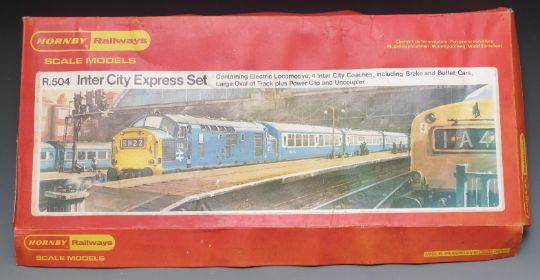 HORNBY Railways
SCALE MODELS
R.504 Inter City Express Set
Containing Electric Locomotive, 4 Inter City Coaches, including Brake and Buffet Cars,
Large Oval of Track plus Power Clip and Uncoupler.
1A4
HORNBY Railways
SCALE MODELS